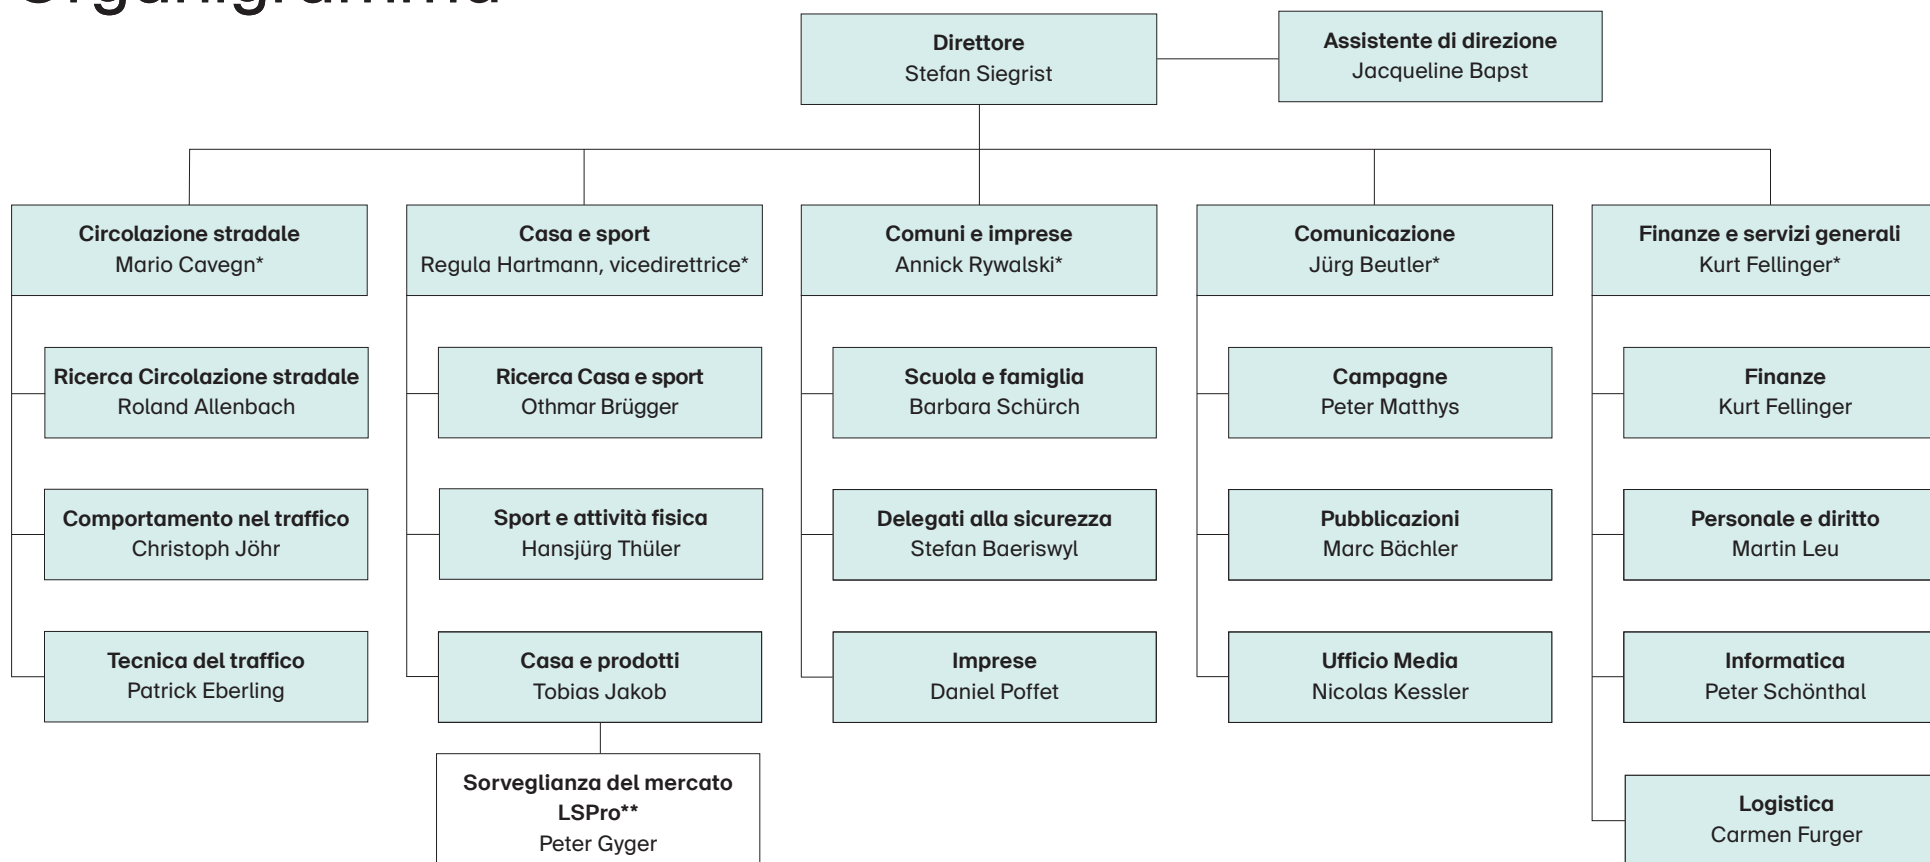 Organigramma
Direttore
Stefan Siegrist
Assistente di direzione
Jacqueline Bapst
Circolazione stradale
Mario Cavegn*
Casa e sport
Regula Hartmann, vicedirettrice*
Comuni e imprese
Annick Rywalski*
Comunicazione
Jürg Beutler*
Finanze e servizi generali
Kurt Fellinger*
Ricerca Circolazione stradale
Roland Allenbach
Ricerca Casa e sport
Othmar Brügger
Scuola e famiglia
Barbara Schürch
Campagne
Peter Matthys
Finanze
Kurt Fellinger
Comportamento nel traffico
Christoph Jöhr
Sport e attività fisica
Hansjürg Thüler
Delegati alla sicurezza
Stefan Baeriswyl
Pubblicazioni
Marc Bächler
Personale e diritto
Martin Leu
Tecnica del traffico
Patrick Eberling
Casa e prodotti
Tobias Jakob
Imprese
Daniel Poffet
Ufficio Media
Nicolas Kessler
Informatica
Peter Schönthal
Sorveglianza del mercato
LSPro**
Peter Gyger
Logistica
Carmen Furger